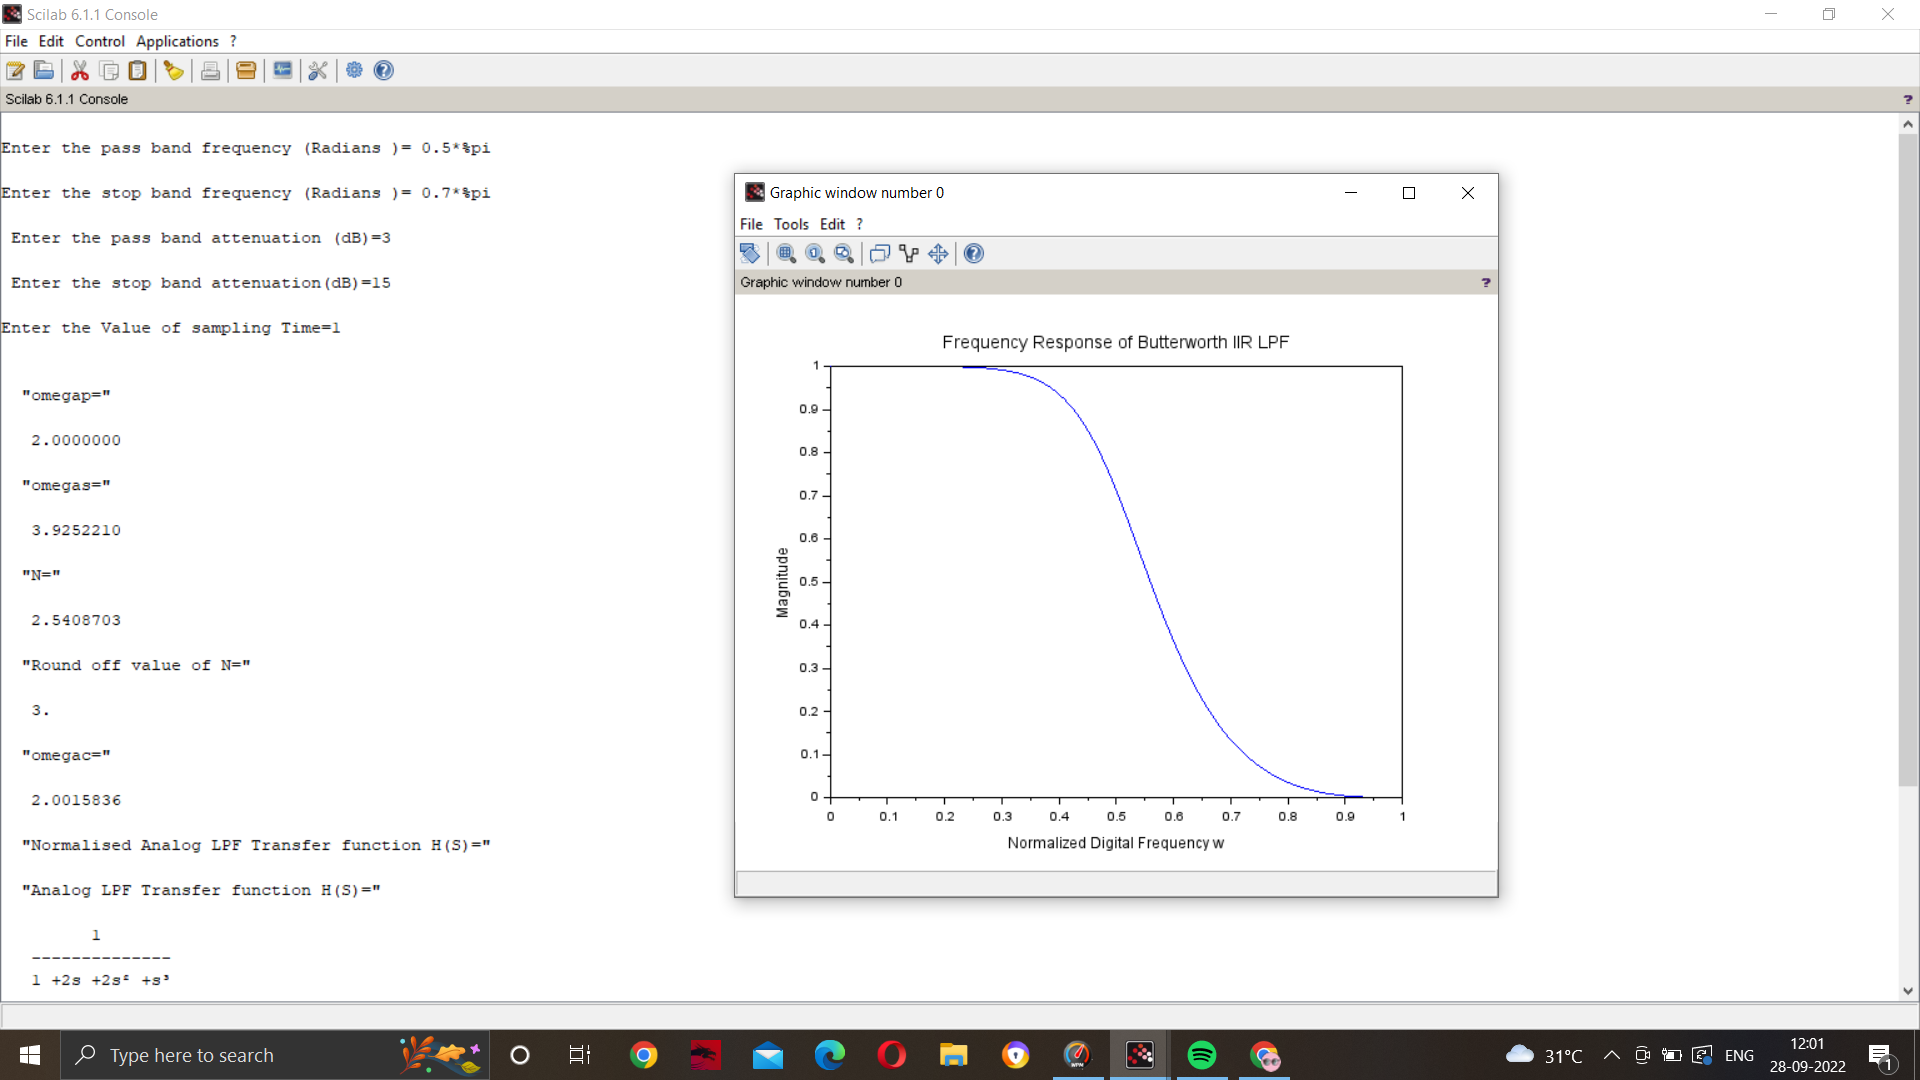 Scilab 6.1.1 Console
File Edit Control Applications ?
Scilab 6.1.1 Console ?
Enter the pass band frequency (Radians )= 0.5*%pi
Enter the stop band frequency (Radians )= 0.7*%pi
Enter the pass band attenuation (dB)=3
Enter the stop band attenuation(dB)=15
Enter the Value of sampling Time=1
"omegap="
2.0000000
"omegas="
3.9252210
"N="
2.5408703
"Round off value of N="
3.
"omegac="
2.0015836
"Normalised Analog LPF Transfer function H(S)="
"Analog LPF Transfer function H(S)="
1
--------------
1 +2s +2s² +s³
Graphic window number 0
File Tools Edit ?
Graphic window number 0 ?
Frequency Response of Butterworth IIR LPF
1
0.9
0.8
0.7
0.6
0.5
0.4
0.3
0.2
0.1
0
Magnitude
0 0.1 0.2 0.3 0.4 0.5 0.6 0.7 0.8 0.9 1
Normalized Digital Frequency w
Type here to search
31°C
ENG
12:01
28-09-2022
1